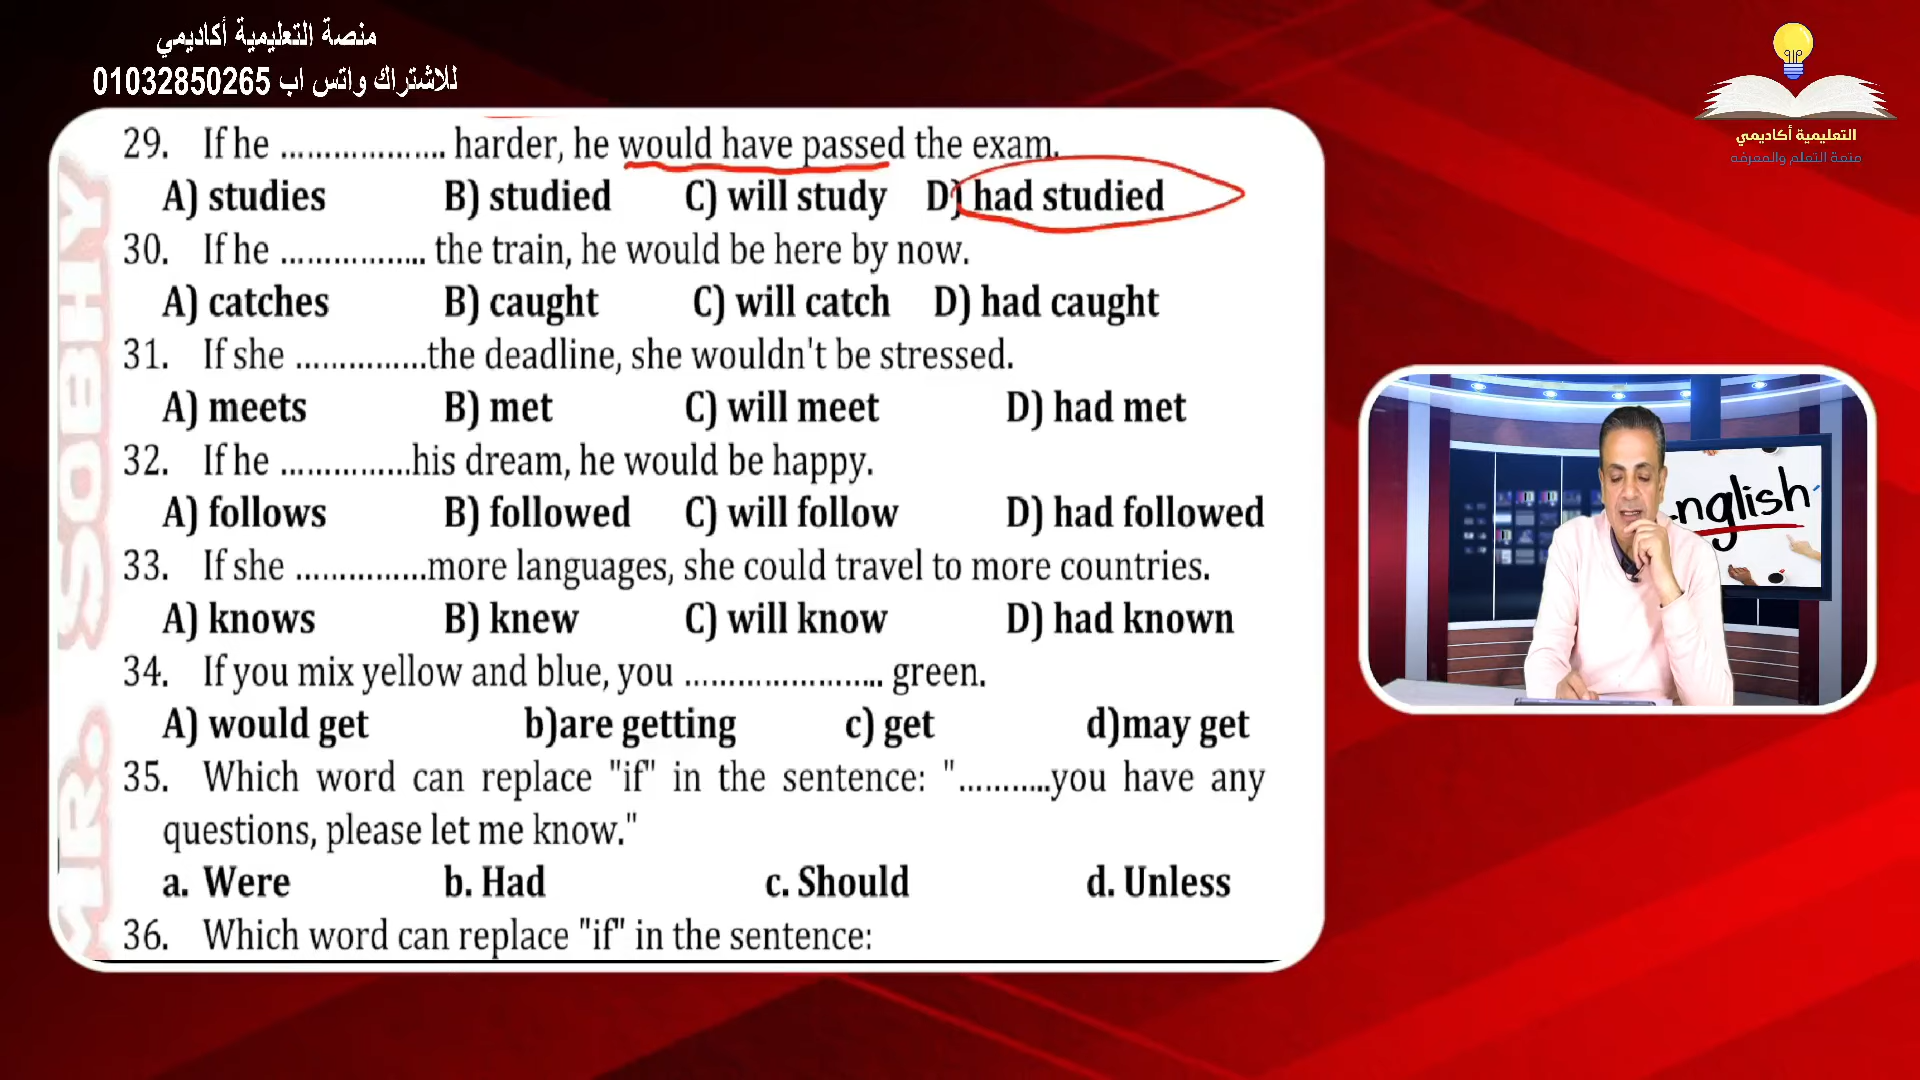 منصة التعليمية أكاديمي
للاشتراك واتس اب 01032850265
29. If he ................... harder, he would have passed the exam.
A) studies B) studied C) will study D) had studied
30. If he ................. the train, he would be here by now.
A) catches B) caught C) will catch D) had caught
31. If she ...............the deadline, she wouldn't be stressed.
A) meets B) met C) will meet D) had met
32. If he ...............his dream, he would be happy.
A) follows B) followed C) will follow D) had followed
33. If she ...............more languages, she could travel to more countries.
A) knows B) knew C) will know D) had known
34. If you mix yellow and blue, you ....................... green.
A) would get b)are getting c) get d)may get
35. Which word can replace "if" in the sentence: "...........you have any
questions, please let me know."
a. Were b. Had c. Should d. Unless
36. Which word can replace "if" in the sentence:
MR. SOBHY
التعليمية أكاديمي
متعة التعلم والمعرفه
nglish